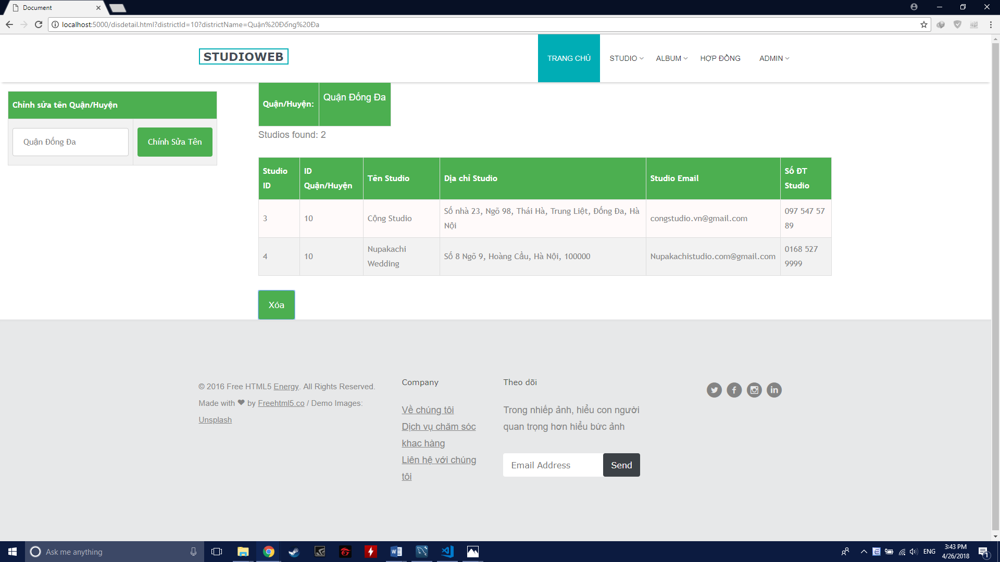 Document
localhost:5000/disdetail.html?districtId=10?districtName=Quận%20Đống%20Đa
STUDIOWEB
TRANG CHỦ
STUDIO
ALBUM
HỢP ĐỒNG
ADMIN
Chỉnh sửa tên Quận/Huyện
Quận Đống Đa
Chính Sửa Tên
Quận/Huyện:
Quận Đống Đa
Studios found: 2
Studio ID
ID Quận/Huyện
Tên Studio
Dịa chỉ Studio
Studio Email
Số ĐT Studio
3
10
Cộng Studio
Số nhà 23, Ngõ 98, Thái Hà, Trung Liệt, Đống Đa, Hà
Nội
congstudio.vn@gmail.com
097 547 57
89
4
10
Nupakachi
Wedding
Số 8 Ngõ 9, Hoàng Cầu, Hà Nội, 100000
Nupakachistudio.com@gmail.com
0168 527
9999
Xóa
© 2016 Free HTML5 Energy. All Rights Reserved.
Made with ❤ by Freehtml5.co / Demo Images:
Unsplash
Company
Về chúng tôi
Dịch vụ chăm sóc
khac hàng
Liên hệ với chúng
tôi
Theo dõi
Trong nhiếp ảnh, hiểu con người
quan trọng hơn hiểu bức ảnh
Email Address
Send
Ask me anything
ENG
3:43 PM
4/26/2018
1